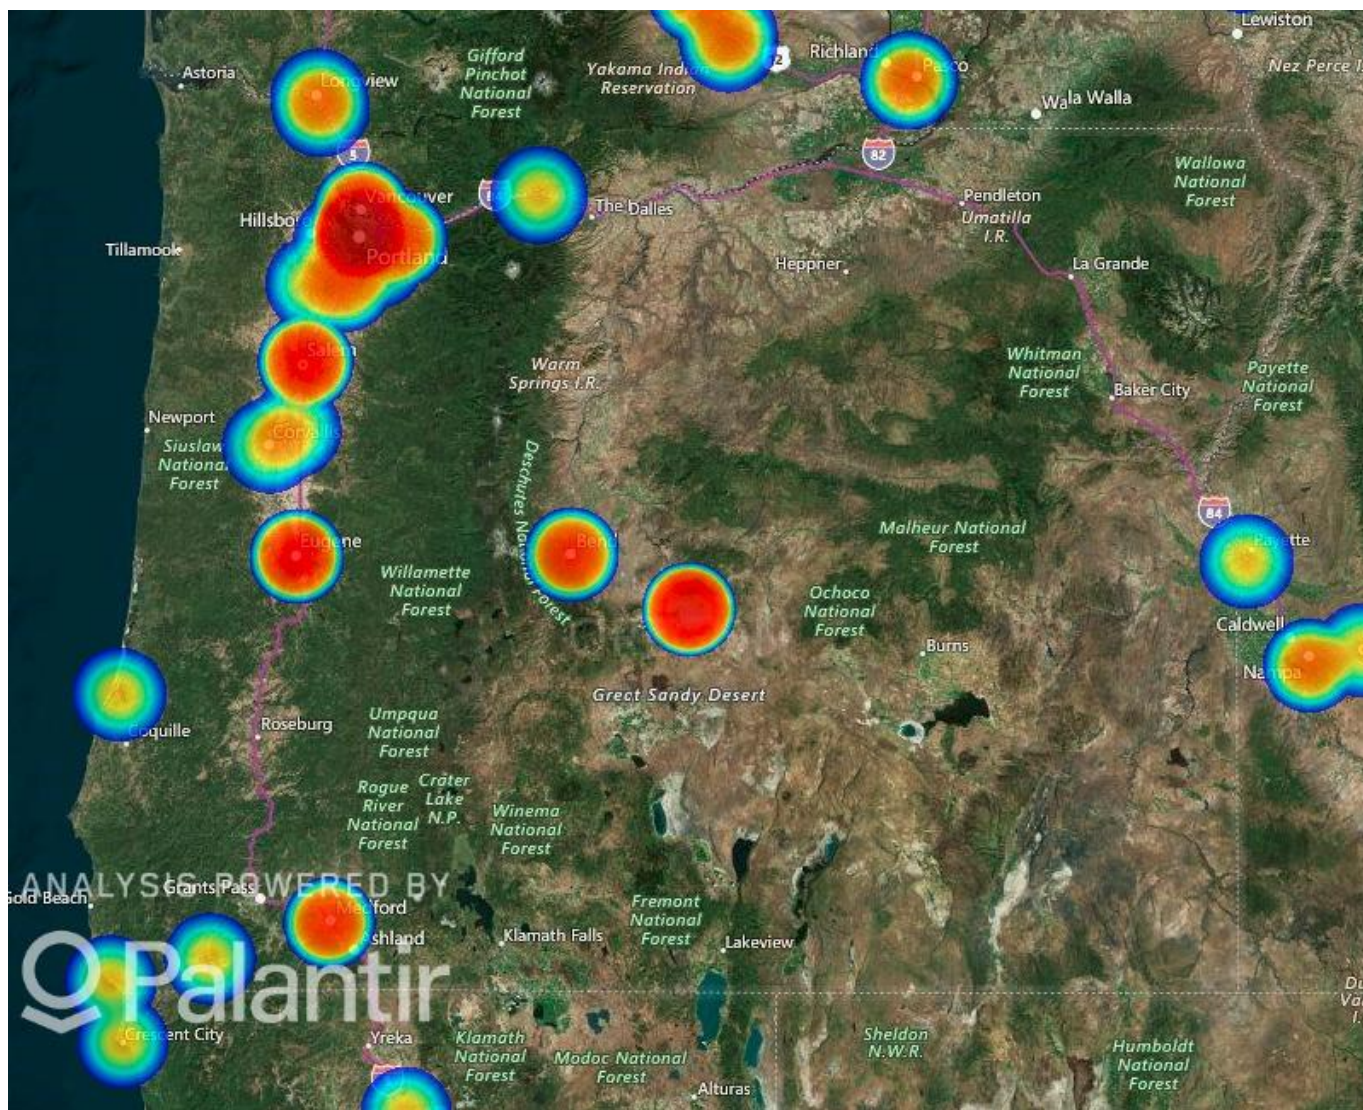 Lewiston
Gifford
Pinchot
National
Forest
Richland
Nez Perce I.
Astoria
Longview
Yakama Indian
Reservation
Pasco
Walla Walla
5
82
Wallowa
National
Forest
Vancouver
Hillsboro
The Dalles
Pendleton
Umatilla
I.R.
Tillamook
Portland
Heppner
La Grande
Salem
Warm
Springs I.R.
Whitman
National
Forest
Payette
National
Forest
Baker City
Newport
Corvallis
Siuslaw
National
Forest
Deschutes National Forest
84
Malheur National
Forest
Eugene
Bend
Payette
Willamette
National
Forest
Ochoco
National
Forest
Caldwell
Burns
Nampa
Great Sandy Desert
Coquille
Roseburg
Umpqua
National
Forest
Rogue
River
National
Forest
Crater
Lake
N.P.
Winema
National
Forest
ANALYSIS POWERED BY
Grants Pass
Gold Beach
Medford
Ashland
Fremont
National
Forest
Klamath Falls
Lakeview
Palantir
Crescent City
Yreka
Klamath
National
Forest
Modoc National
Forest
Sheldon
N.W.R.
Humboldt
National
Forest
Alturas